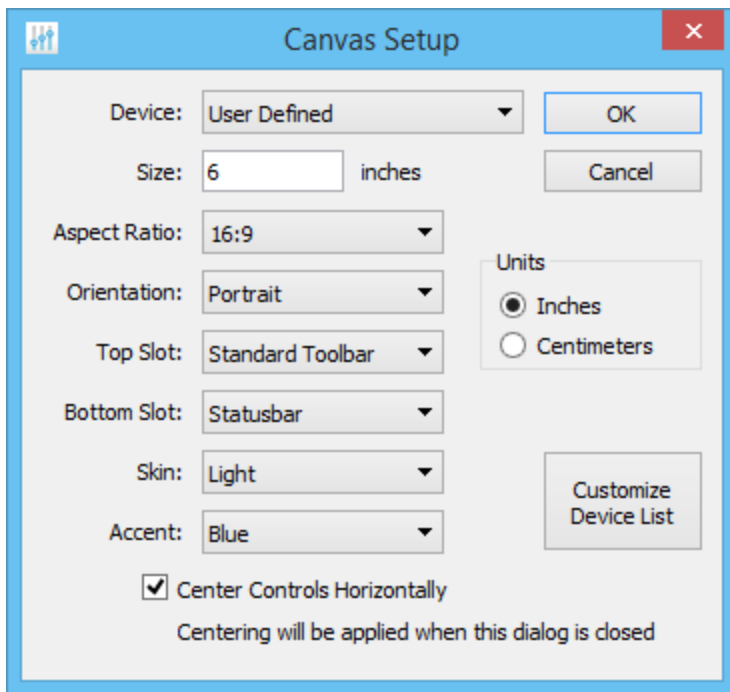 Canvas Setup
Device: User Defined OK
Size: 6 inches Cancel
Aspect Ratio: 16:9
Units
Orientation: Portrait
Inches
Top Slot: Standard Toolbar
Centimeters
Bottom Slot: Statusbar
Skin: Light
Customize
Device List
Accent: Blue
Center Controls Horizontally
Centering will be applied when this dialog is closed